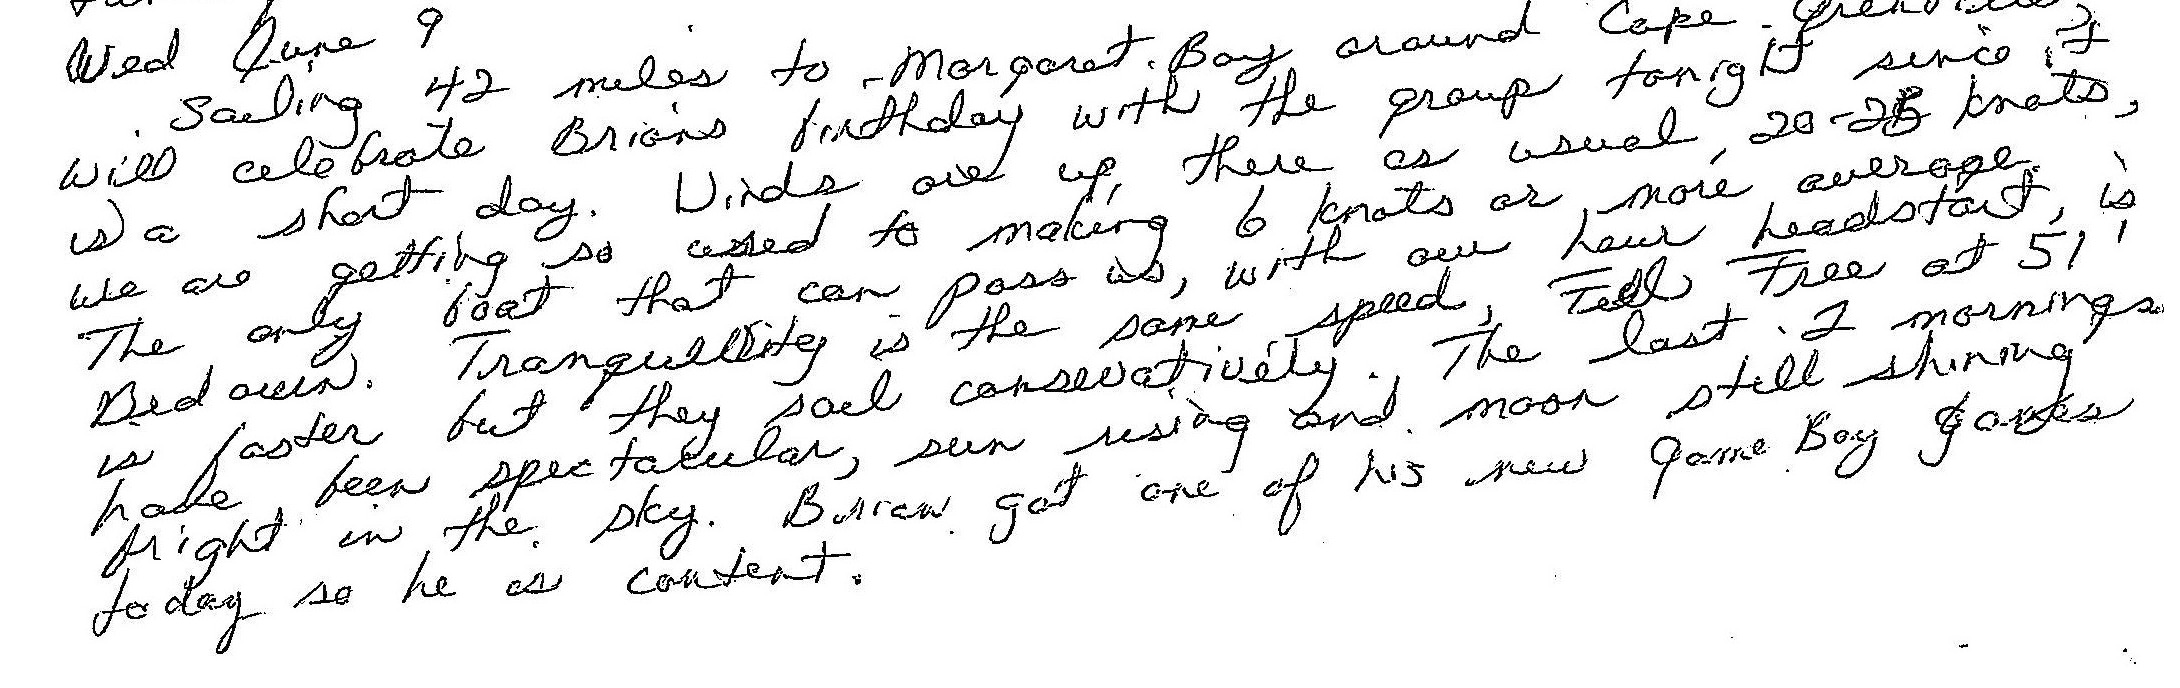 Wed June 9
Sailing 42 miles to Margaret Bay around Cape Grenville,
will celebrate Brians birthday with the group tonight since it
is a short day. Winds are up, there as usual, 20-25 knots,
we are getting so used to making 6 knots or more average.
The only boat that can pass us, with our hour headstart, is
Bedouin. Tranquillity is the same speed, Tell Tree at 51'
is faster but they sail conservatively. The last 2 mornings
have been spectacular, sun rising and moon still shining
bright in the sky. Brian got one of his new Game Boy games
today so he is content.